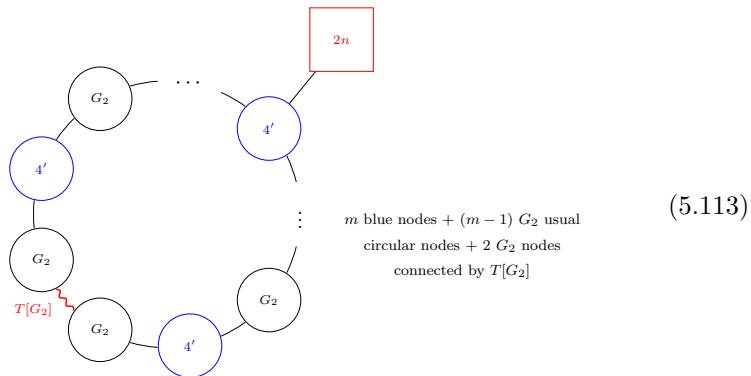 2n
...
G₂
4′
4′
⋮
G₂
T[G₂]
G₂
4′
G₂
m blue nodes + (m − 1) G₂ usual
circular nodes + 2 G₂ nodes
connected by T[G₂]
(5.113)